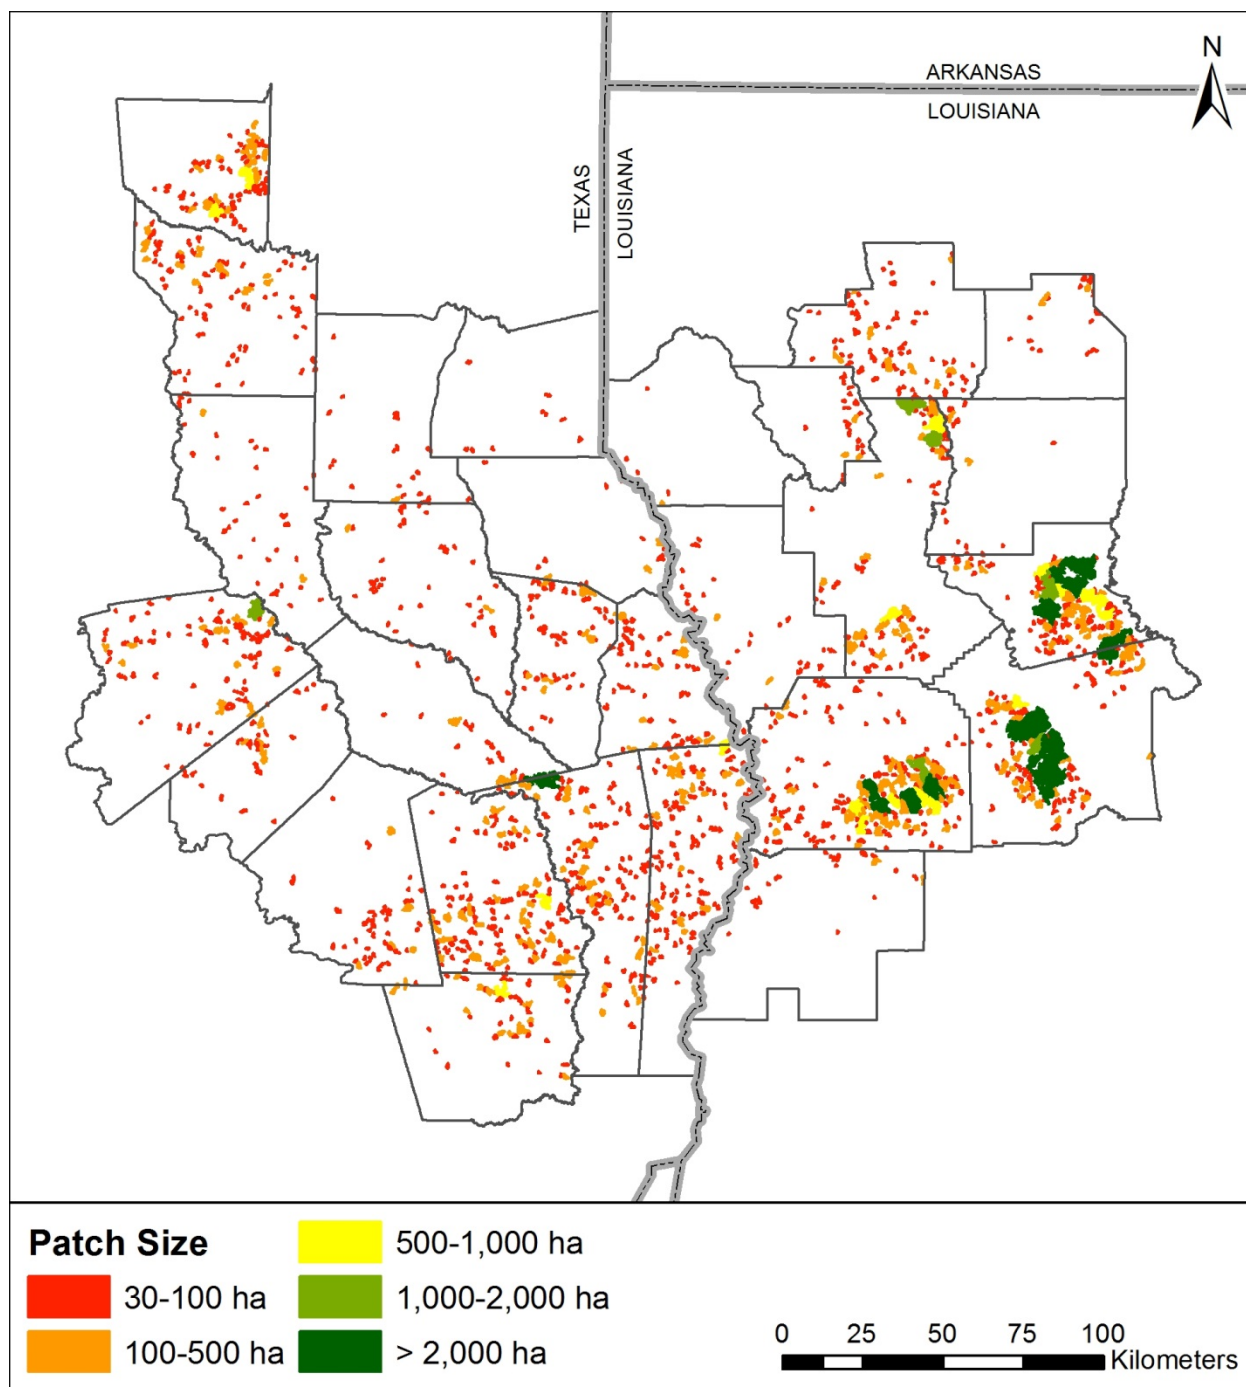 N
ARKANSAS
LOUISIANA
TEXAS
LOUISIANA
Patch Size
30-100 ha
100-500 ha
500-1,000 ha
1,000-2,000 ha
> 2,000 ha
0 25 50 75 100
Kilometers